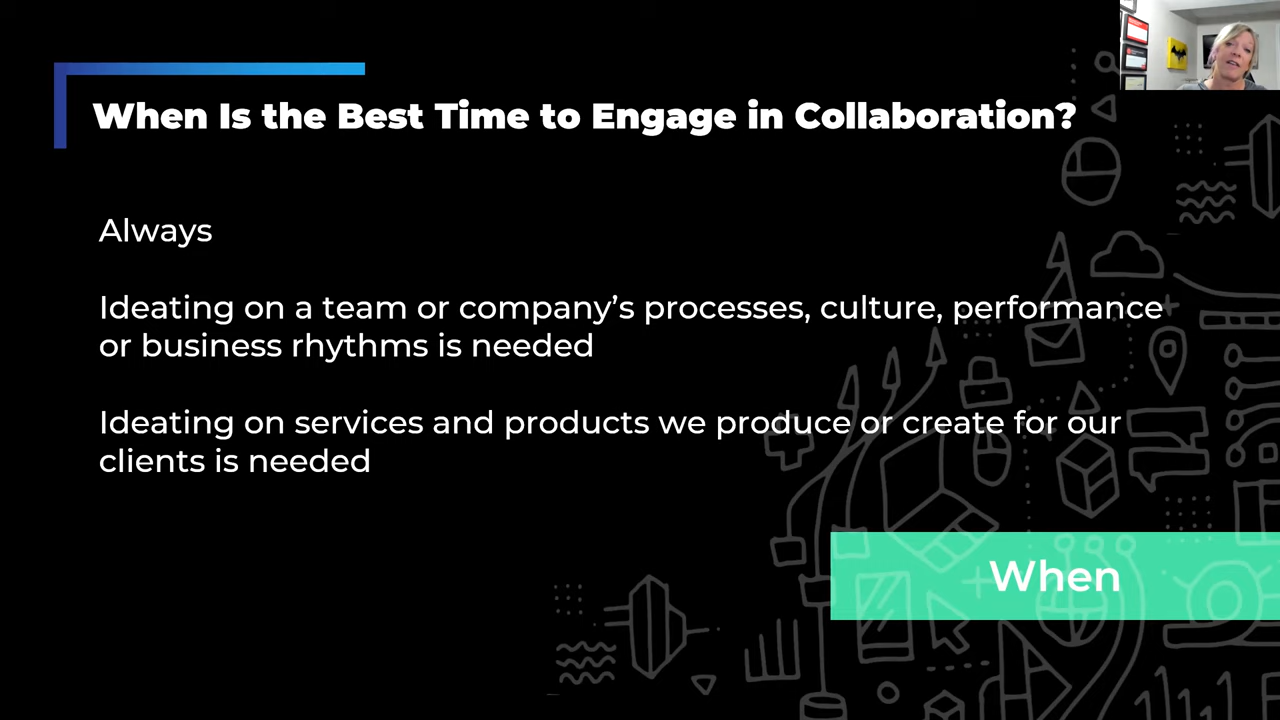 When Is the Best Time to Engage in Collaboration?
Always
Ideating on a team or company’s processes, culture, performance
or business rhythms is needed
Ideating on services and products we produce or create for our
clients is needed
When